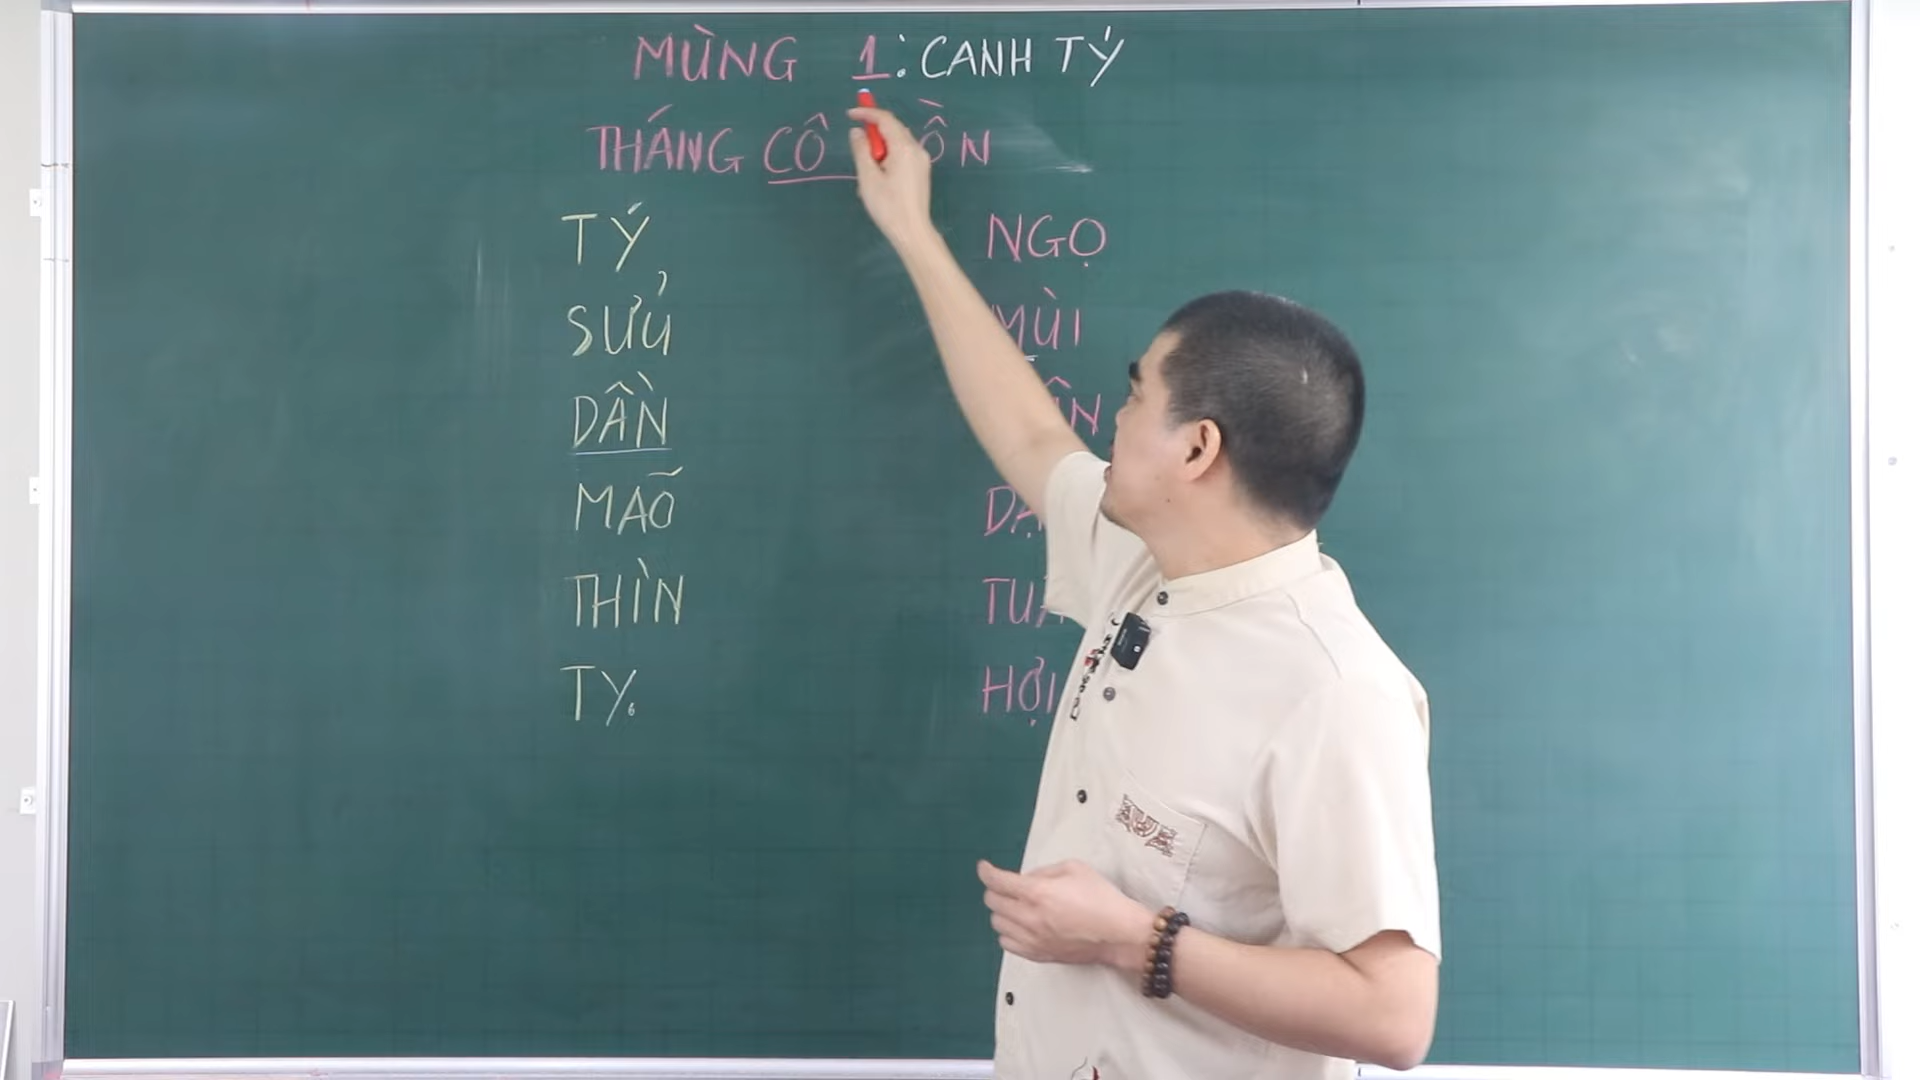 MÙNG 1: CANH TÝ
THÁNG CÔ
TÝ
SỬU
DẦN
MÃO
THÌN
TỴ
NGỌ
MÙI
HỢI